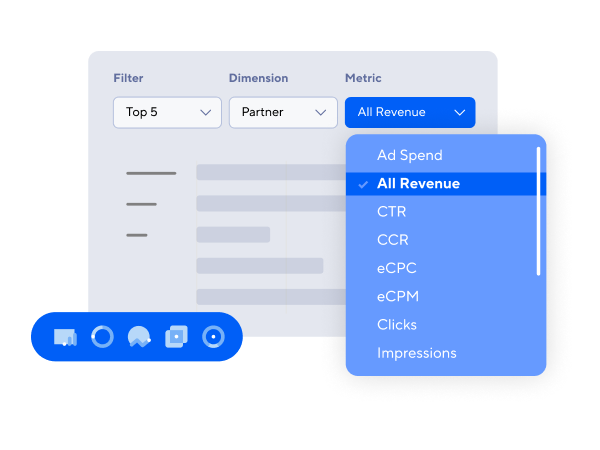 Filter
Dimension
Metric
Top 5
Partner
All Revenue
Ad Spend
All Revenue
CTR
CCR
eCPC
eCPM
Clicks
Impressions